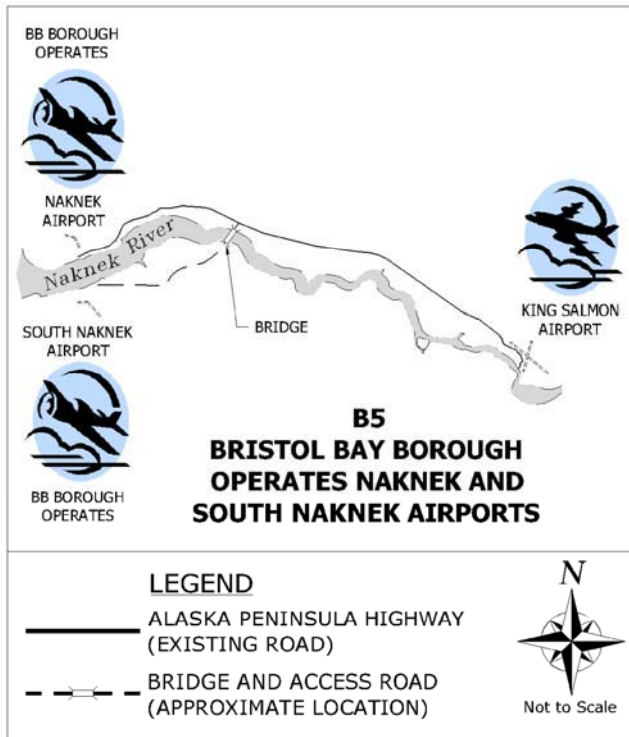 BB BOROUGH
OPERATES
NAKNEK
AIRPORT
Naknek River
BRIDGE
KING SALMON
AIRPORT
SOUTH NAKNEK
AIRPORT
BB BOROUGH
OPERATES
B5
BRISTOL BAY BOROUGH
OPERATES NAKNEK AND
SOUTH NAKNEK AIRPORTS
LEGEND
ALASKA PENINSULA HIGHWAY
(EXISTING ROAD)
BRIDGE AND ACCESS ROAD
(APPROXIMATE LOCATION)
N
Not to Scale